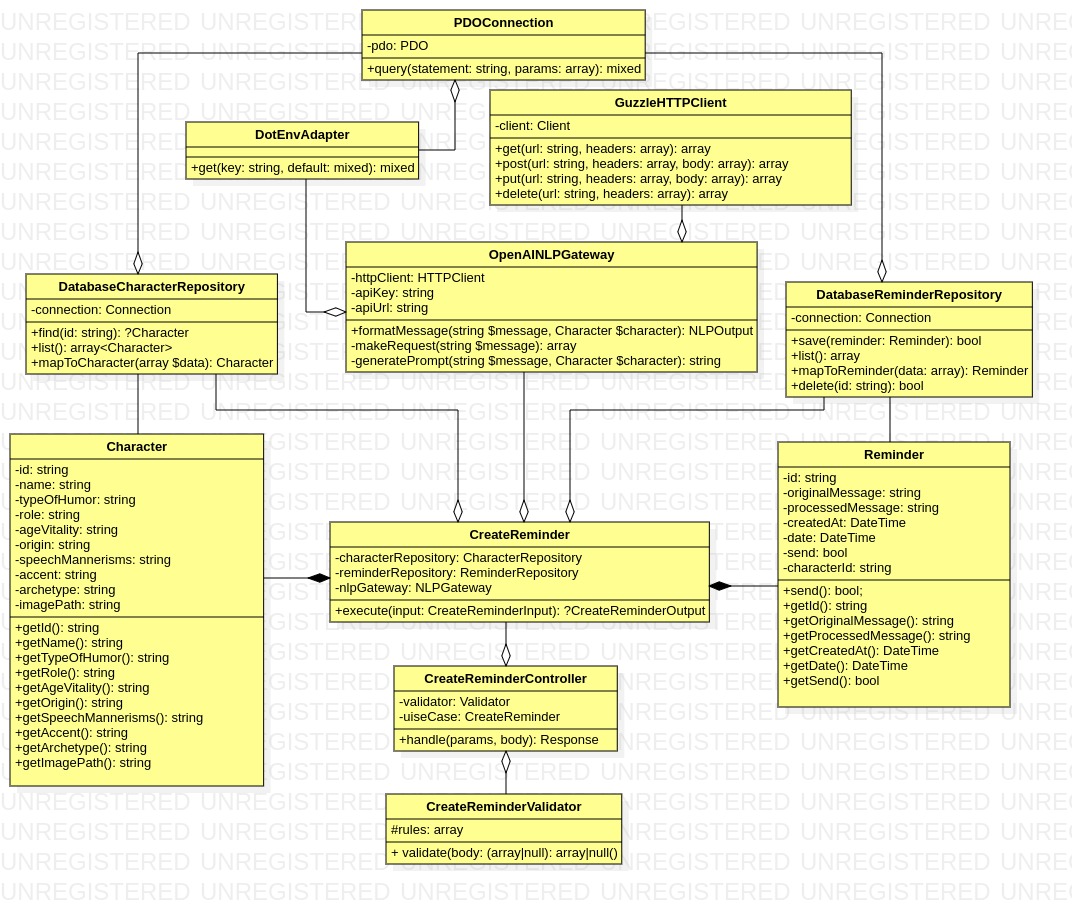 PDOConnection
-pdo: PDO
+query(statement: string, params: array): mixed
GuzzleHTTPClient
-client: Client
+get(url: string, headers: array): array
+post(url: string, headers: array, body: array): array
+put(url: string, headers: array, body: array): array
+delete(url: string, headers: array): array
DotEnvAdapter
+get(key: string, default: mixed): mixed
OpenAINLPGateway
-httpClient: HTTPClient
-apiKey: string
-apiUrl: string
+formatMessage(string $message, Character $character): NLPOutput
-makeRequest(string $message): array
-generatePrompt(string $message, Character $character): string
DatabaseCharacterRepository
-connection: Connection
+find(id: string): ?Character
+list(): array<Character>
+mapToCharacter(array $data): Character
DatabaseReminderRepository
-connection: Connection
+save(reminder: Reminder): bool
+list(): array
+mapToReminder(data: array): Reminder
+delete(id: string): bool
Character
-id: string
-name: string
-typeOfHumor: string
-role: string
-ageVitality: string
-origin: string
-speechMannerisms: string
-accent: string
-archetype: string
-imagePath: string
+getId(): string
+getName(): string
+getTypeOfHumor(): string
+getRole(): string
+getAgeVitality(): string
+getOrigin(): string
+getSpeechMannerisms(): string
+getAccent(): string
+getArchetype(): string
+getImagePath(): string
CreateReminder
-characterRepository: CharacterRepository
-reminderRepository: ReminderRepository
-nlpGateway: NLPGateway
+execute(input: CreateReminderInput): ?CreateReminderOutput
Reminder
-id: string
-originalMessage: string
-processedMessage: string
-createdAt: DateTime
-date: DateTime
-send: bool
-characterId: string
+send(): bool;
+getId(): string
+getOriginalMessage(): string
+getProcessedMessage(): string
+getCreatedAt(): DateTime
+getDate(): DateTime
+getSend(): bool
CreateReminderController
-validator: Validator
-uiseCase: CreateReminder
+handle(params, body): Response
CreateReminderValidator
#rules: array
+ validate(body: (array|null): array|null()